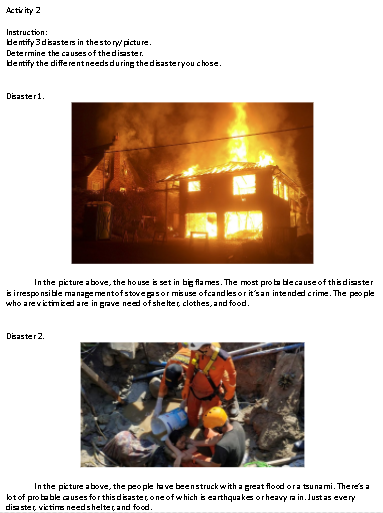 Activity 2
Instruction:
Identify 3 disasters in the story/picture.
Determine the causes of the disaster.
Identify the different needs during the disaster you chose.
Disaster 1.
In the picture above, the house is set in big flames. The most probable cause of this disaster
is irresponsible management of stove gas or misuse of candles or it's an intended crime. The people
who are victimized are in grave need of shelter, clothes, and food.
Disaster 2.
In the picture above, the people have been struck with a great flood or a tsunami. There's a
lot of probable causes for this disaster, one of which is earthquakes or heavy rain. Just as every
disaster, victims need shelter, and food.